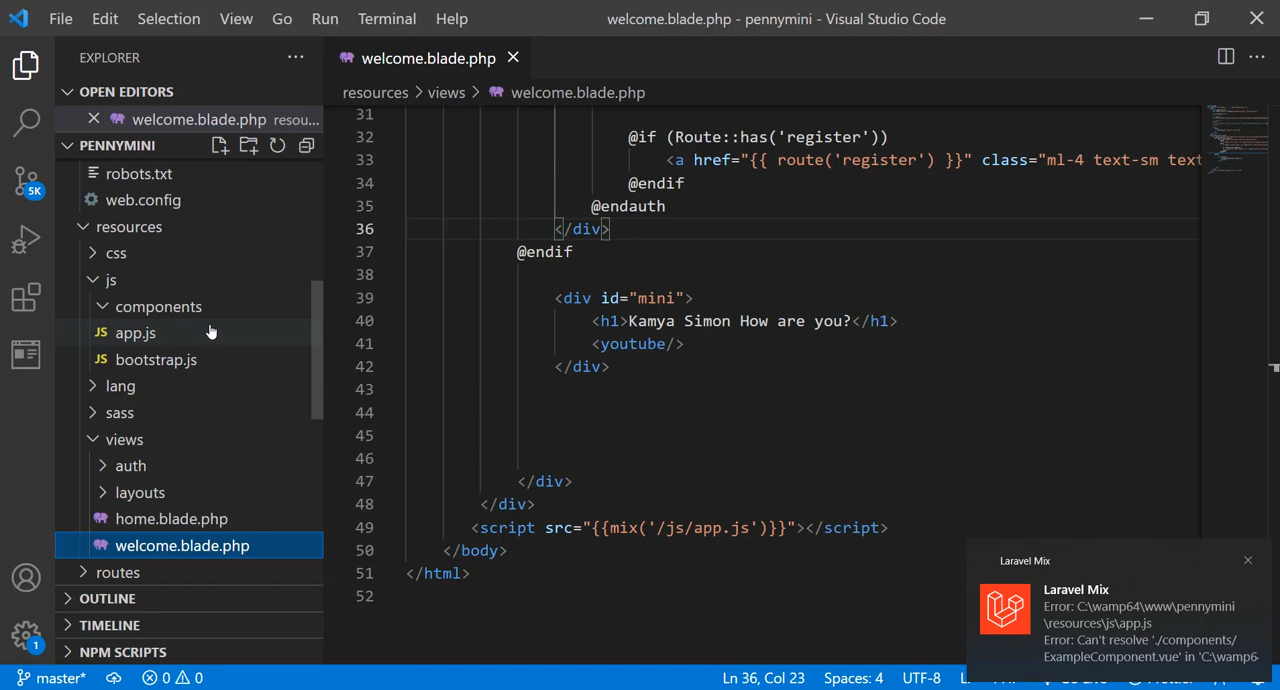 File Edit Selection View Go Run Terminal Help
welcome.blade.php - pennymini - Visual Studio Code
EXPLORER
OPEN EDITORS
welcome.blade.php resou...
PENNYMINI
robots.txt
web.config
resources
css
js
components
JS app.js
JS bootstrap.js
lang
sass
views
auth
layouts
home.blade.php
welcome.blade.php
routes
OUTLINE
TIMELINE
NPM SCRIPTS
5K
1
welcome.blade.php
resources > views > welcome.blade.php
31
32 @if (Route::has('register'))
33 <a href="{{ route('register') }}" class="ml-4 text-sm text
34 @endif
35 @endauth
36 </div>
37 @endif
38
39 <div id="mini">
40 <h1>Kamya Simon How are you?</h1>
41 <youtube/>
42 </div>
43
44
45
46
47 </div>
48 </div>
49 <script src="{{mix('/js/app.js')}}"></script>
50 </body>
51 </html>
52
Laravel Mix
Laravel Mix
Error: C:\wamp64\www\pennymini
\resources\js\app.js
Error: Can't resolve './components/
ExampleComponent.vue' in 'C:\wamp6
master* 0 0 Ln 36, Col 23 Spaces: 4 UTF-8